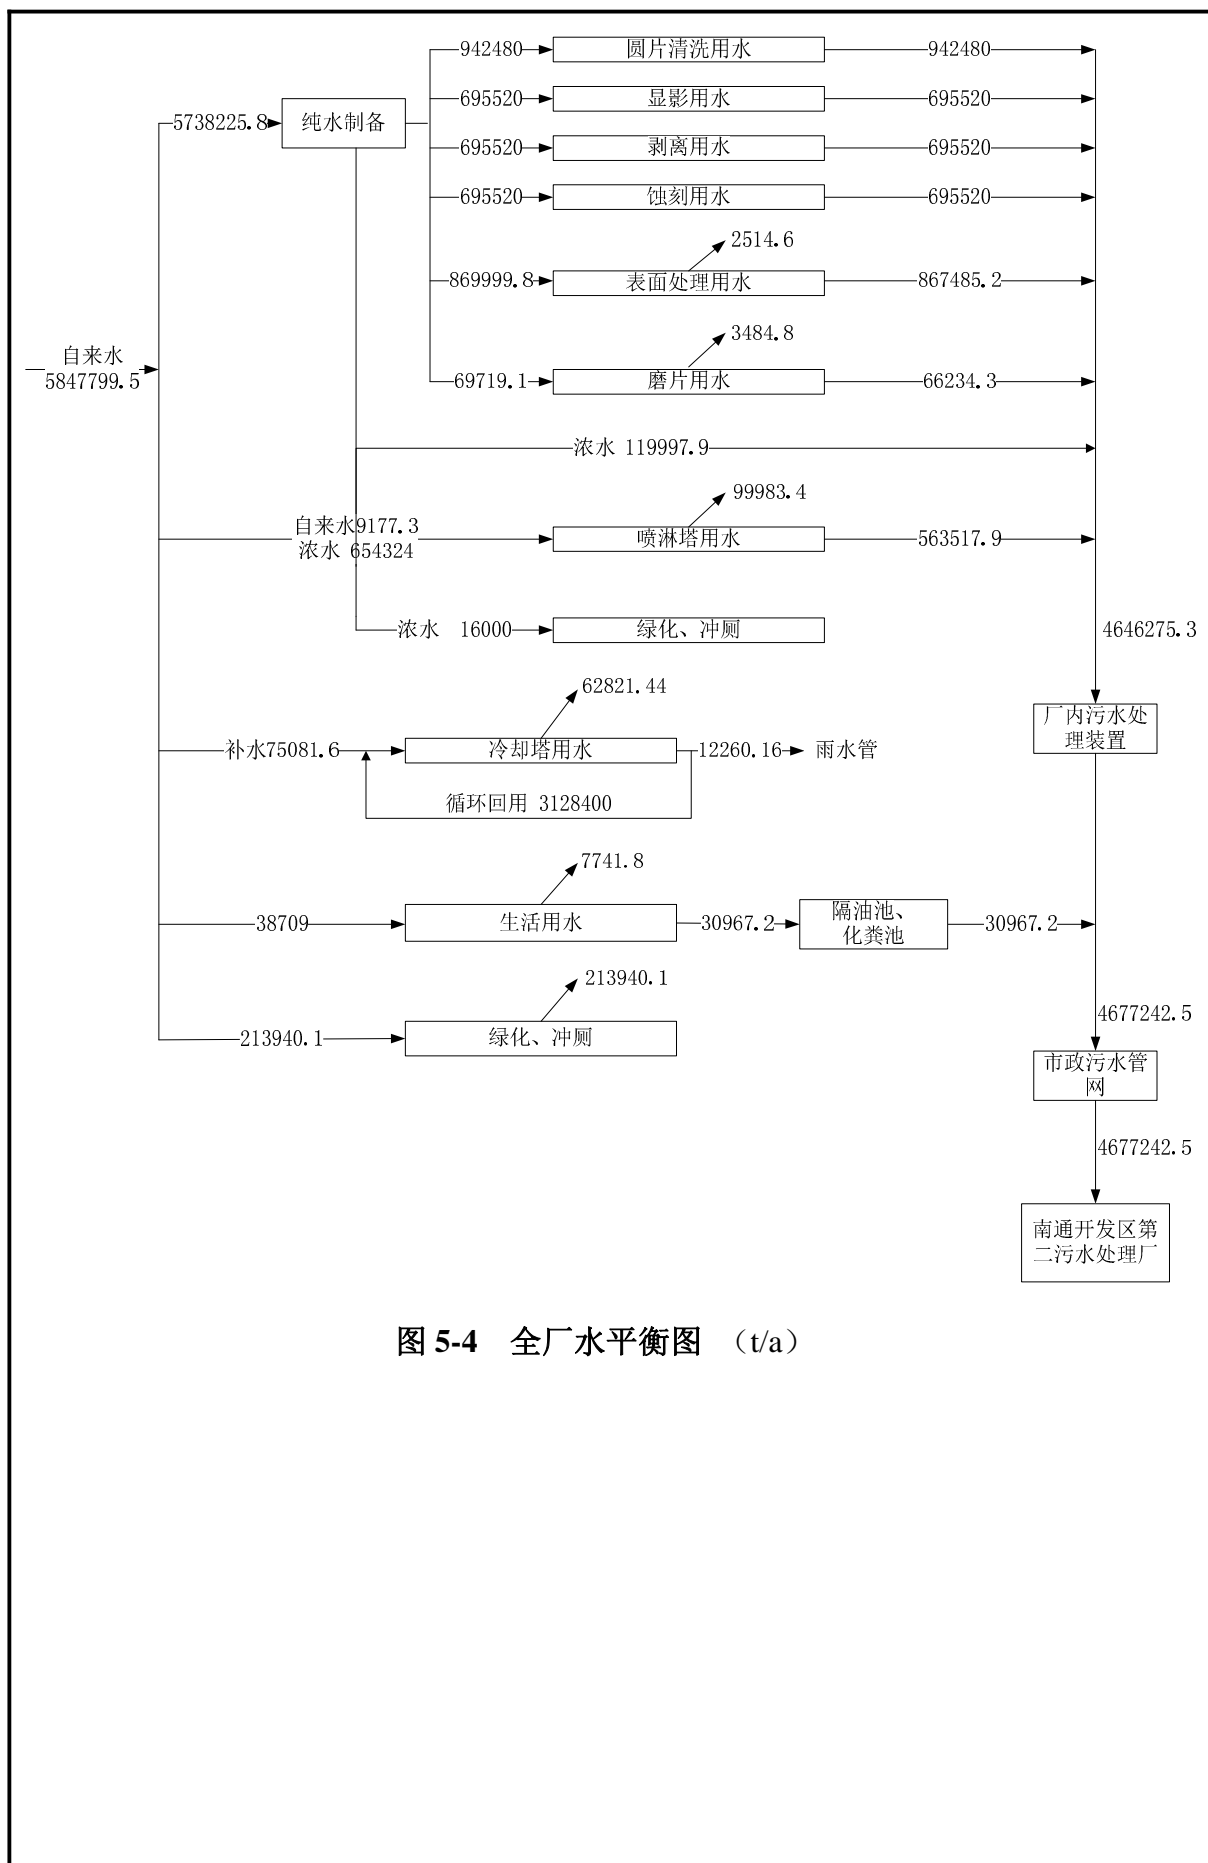 942480 圆片清洗用水 942480
695520 显影用水 695520
5738225.8 纯水制备
695520 剥离用水 695520
695520 蚀刻用水 695520
2514.6
869999.8 表面处理用水 867485.2
3484.8
自来水
5847799.5
69719.1 磨片用水 66234.3
浓水 119997.9
99983.4
自来水9177.3
浓水 654324
喷淋塔用水 563517.9
浓水 16000 绿化、冲厕
4646275.3
62821.44
厂内污水处
理装置
补水75081.6 冷却塔用水 12260.16 雨水管
循环回用 3128400
7741.8
38709 生活用水 30967.2
隔油池、
化粪池
30967.2
213940.1
4677242.5
213940.1 绿化、冲厕
市政污水管
网
4677242.5
南通开发区第
二污水处理厂
图 5-4 全厂水平衡图 （t/a）